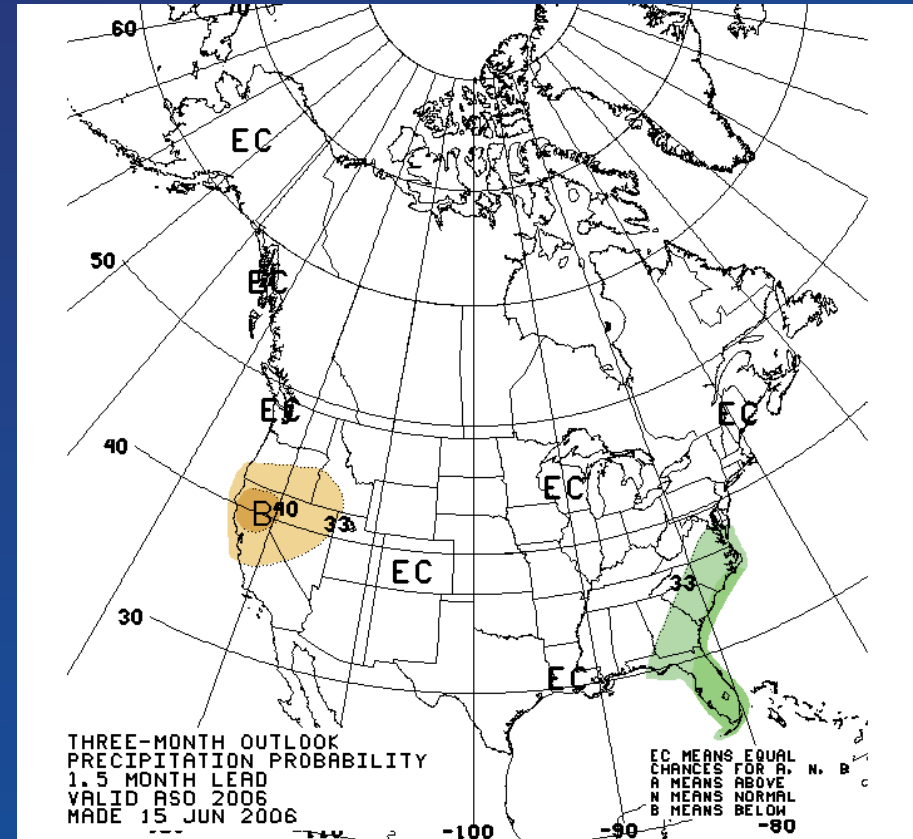 70
60
EC
50
EC
EC
EC
40
EC
B40
33
EC
33
30
EC
THREE-MONTH OUTLOOK
PRECIPITATION PROBABILITY
1.5 MONTH LEAD
VALID ASO 2006
MADE 15 JUN 2006
EC MEANS EQUAL
CHANCES FOR A, N, B
A MEANS ABOVE
N MEANS NORMAL
B MEANS BELOW
-100
-90
-80